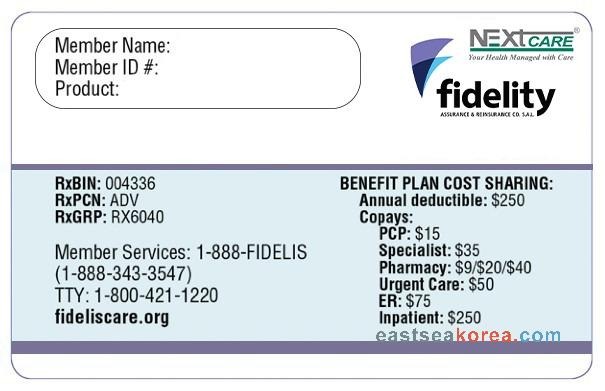 Member Name:
Member ID #:
Product:
NEXtCARE®
Your Health Managed with Care
fidelity
ASSURANCE & REINSURANCE CO. S.A.L.
RxBIN: 004336
RxPCN: ADV
RxGRP: RX6040
Member Services: 1-888-FIDELIS
(1-888-343-3547)
TTY: 1-800-421-1220
fideliscare.org
BENEFIT PLAN COST SHARING:
Annual deductible: $250
Copays:
PCP: $15
Specialist: $35
Pharmacy: $9/$20/$40
Urgent Care: $50
ER: $75
Inpatient: $250
eastseakorea.com